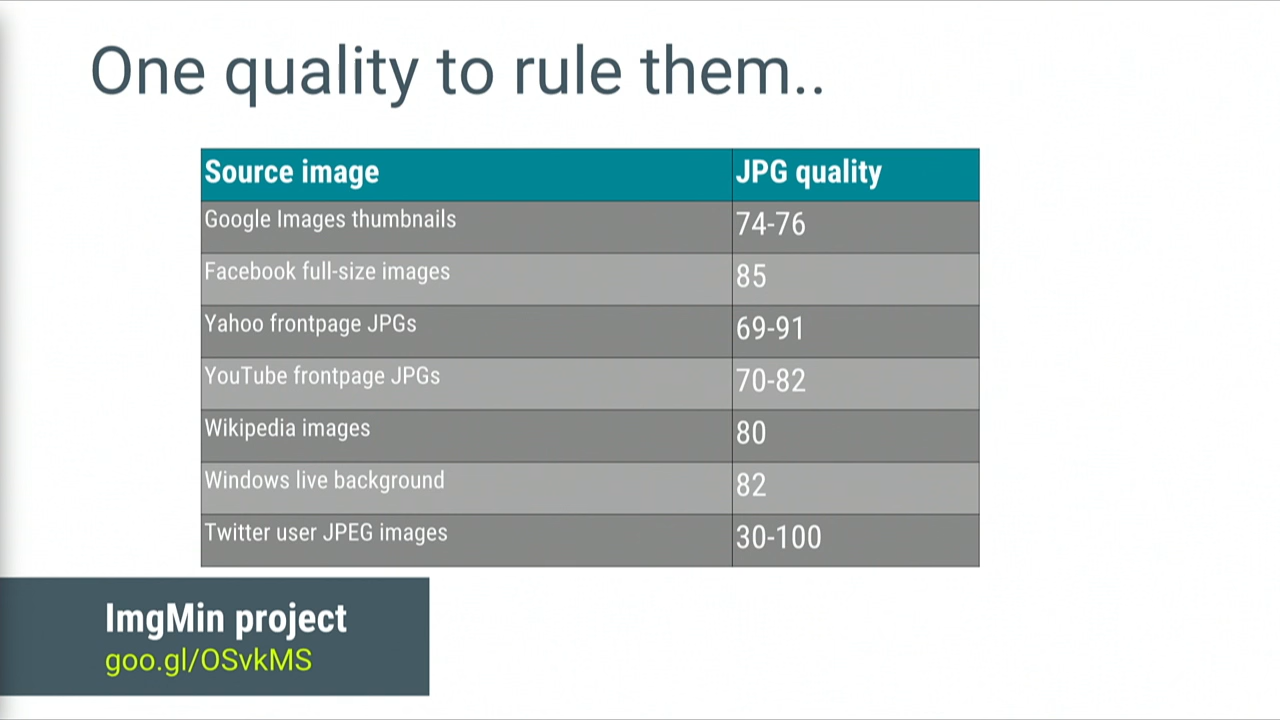 One quality to rule them..
Source image JPG quality
Google Images thumbnails 74-76
Facebook full-size images 85
Yahoo frontpage JPGs 69-91
YouTube frontpage JPGs 70-82
Wikipedia images 80
Windows live background 82
Twitter user JPEG images 30-100
ImgMin project
goo.gl/OSvkMS